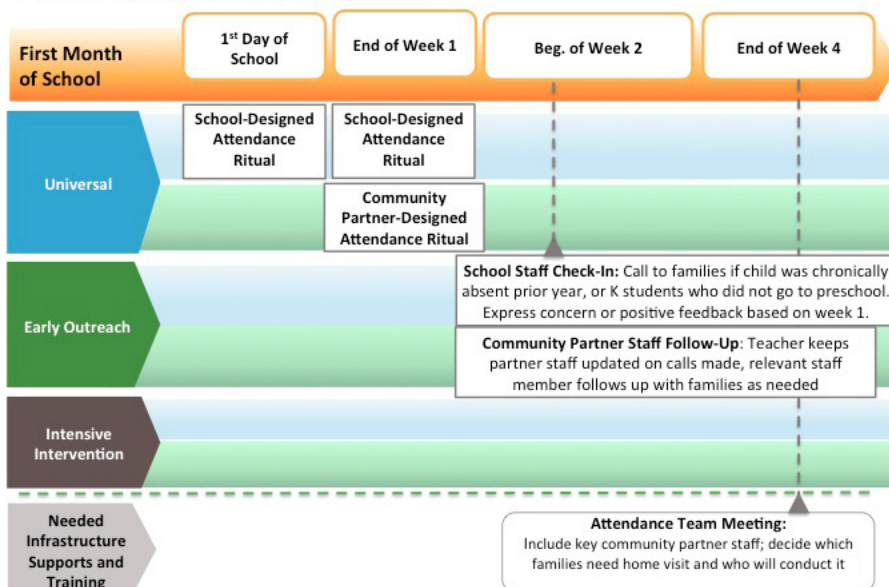 First Month
of School
1st Day of
School
End of Week 1
Beg. of Week 2
End of Week 4
Universal
School-Designed
Attendance
Ritual
School-Designed
Attendance
Ritual
Community
Partner-Designed
Attendance Ritual
Early Outreach
School Staff Check-In: Call to families if child was chronically
absent prior year, or K students who did not go to preschool.
Express concern or positive feedback based on week 1.
Community Partner Staff Follow-Up: Teacher keeps
partner staff updated on calls made, relevant staff
member follows up with families as needed
Intensive
Intervention
Needed
Infrastructure
Supports and
Training
Attendance Team Meeting:
Include key community partner staff; decide which
families need home visit and who will conduct it